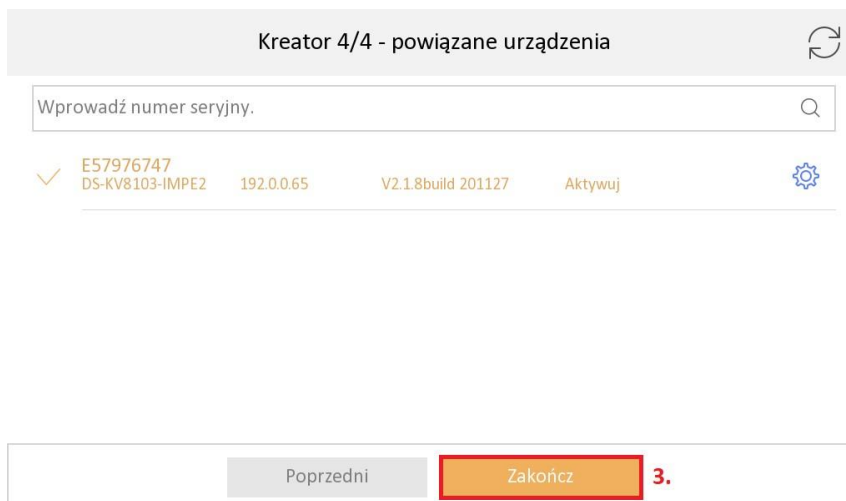 Kreator 4/4 - powiązane urządzenia
Wprowadź numer seryjny.
E57976747
DS-KV8103-IMPE2 192.0.0.65 V2.1.8build 201127 Aktywuj
Poprzedni Zakończ 3.